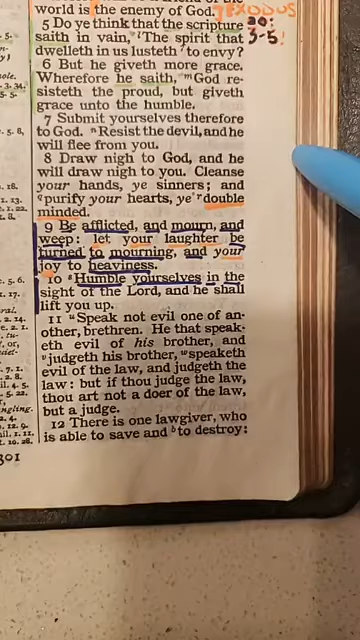 world is the enemy of God.
EXODUS
20:
3-5!
5 Do ye think that the scripture
saith in vain, The spirit that
dwelleth in us lusteth to envy?
6 But he giveth more grace.
Wherefore he saith, m God re-
sisteth the proud, but giveth
grace unto the humble.
7 Submit yourselves therefore
to God. n Resist the devil, and he
will flee from you.
8 Draw nigh to God, and he
will draw nigh to you. Cleanse
your hands, ye sinners; and
q purify your hearts, ye r double
minded.
9 Be afflicted, and mourn, and
weep: let your laughter be
turned to mourning, and your
joy to heaviness.
10 s Humble yourselves in the
sight of the Lord, and he shall
lift you up.
11 u Speak not evil one of an-
other, brethren. He that speak-
eth evil of his brother, and
v judgeth his brother, w speaketh
evil of the law, and judgeth the
law: but if thou judge the law,
thou art not a doer of the law,
but a judge.
12 There is one lawgiver, who
is able to save and b to destroy:
301